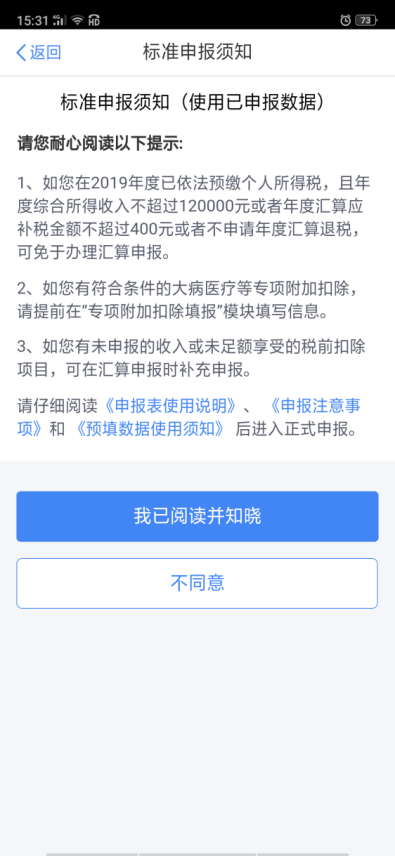 15:31 4G HD 73
返回 标准申报须知
标准申报须知（使用已申报数据）
请您耐心阅读以下提示:
1、如您在2019年度已依法预缴个人所得税，且年
度综合所得收入不超过120000元或者年度汇算应
补税金额不超过400元或者不申请年度汇算退税，
可免于办理汇算申报。
2、如您有符合条件的大病医疗等专项附加扣除，
请提前在“专项附加扣除填报”模块填写信息。
3、如您有未申报的收入或未足额享受的税前扣除
项目，可在汇算申报时补充申报。
请仔细阅读《申报表使用说明》、《申报注意事
项》和《预填数据使用须知》后进入正式申报。
我已阅读并知晓
不同意